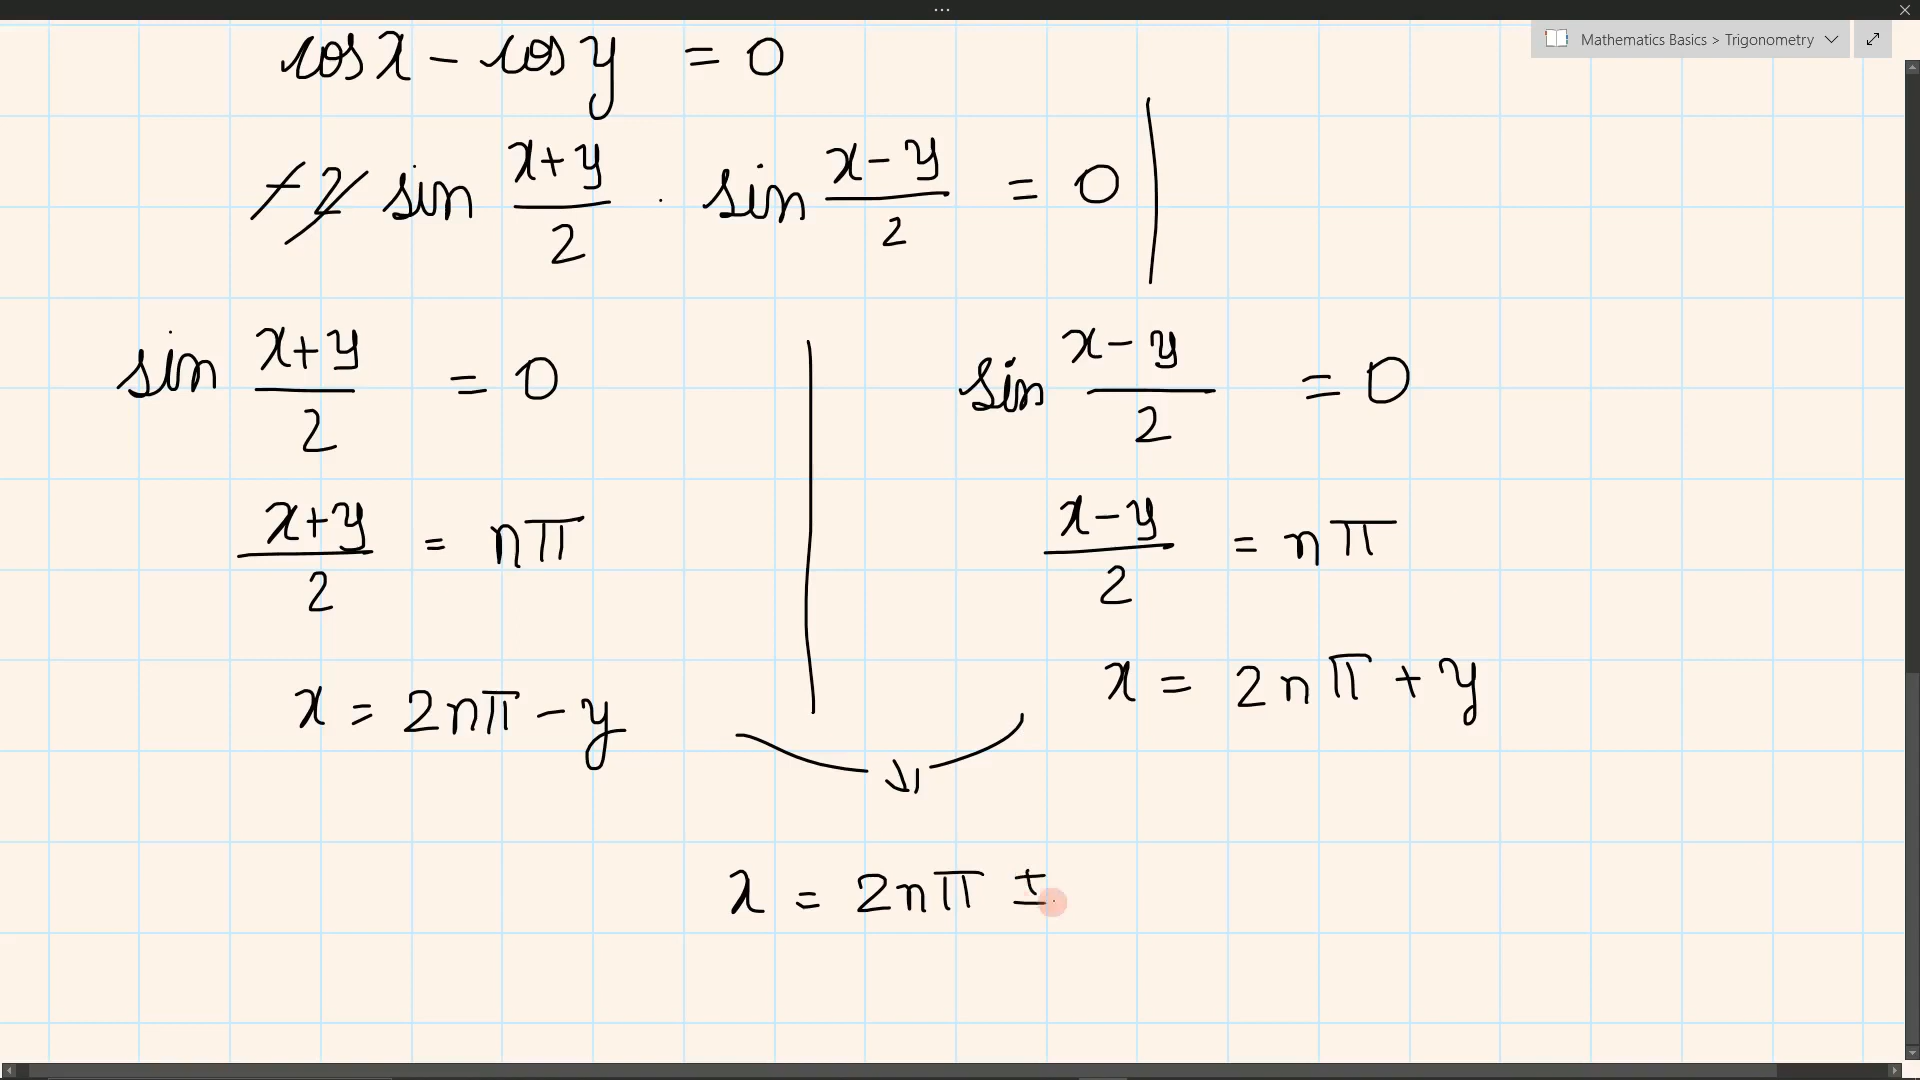 Mathematics Basics > Trigonometry
cos x - cos y = 0
-2 sin (x+y)/2 . sin (x-y)/2 = 0
sin (x+y)/2 = 0
(x+y)/2 = nπ
x = 2nπ - y
sin (x-y)/2 = 0
(x-y)/2 = nπ
x = 2nπ + y
x = 2nπ ±